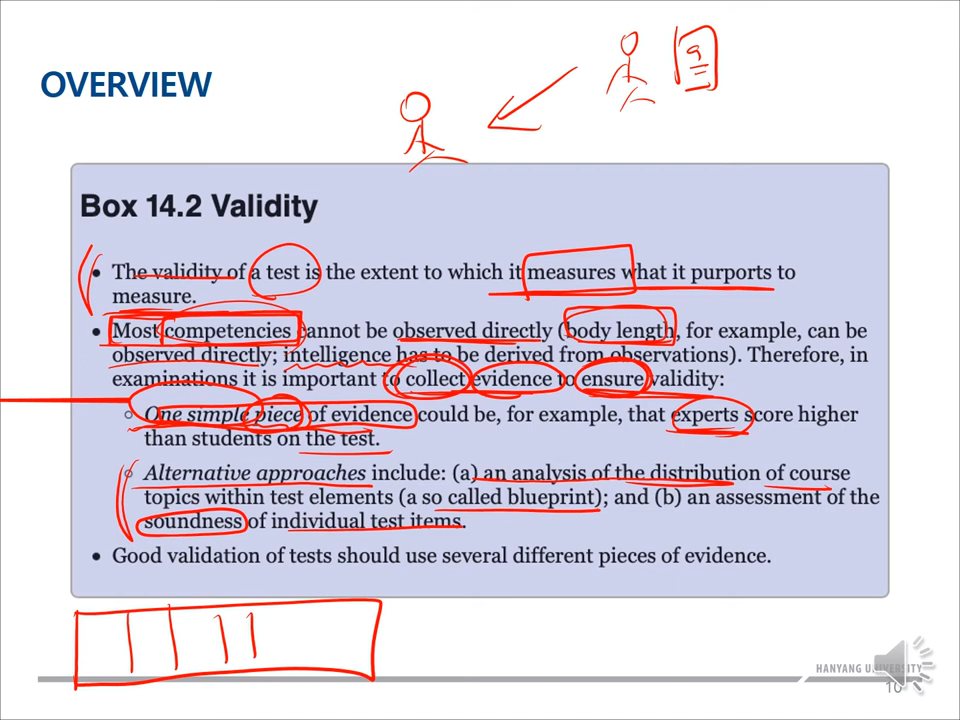 OVERVIEW
Box 14.2 Validity
• The validity of a test is the extent to which it measures what it purports to
measure.
• Most competencies cannot be observed directly (body length, for example, can be
observed directly; intelligence has to be derived from observations). Therefore, in
examinations it is important to collect evidence to ensure validity:
◦ One simple piece of evidence could be, for example, that experts score higher
than students on the test.
◦ Alternative approaches include: (a) an analysis of the distribution of course
topics within test elements (a so called blueprint); and (b) an assessment of the
soundness of individual test items.
• Good validation of tests should use several different pieces of evidence.
HANYANG UNIVERSITY
16